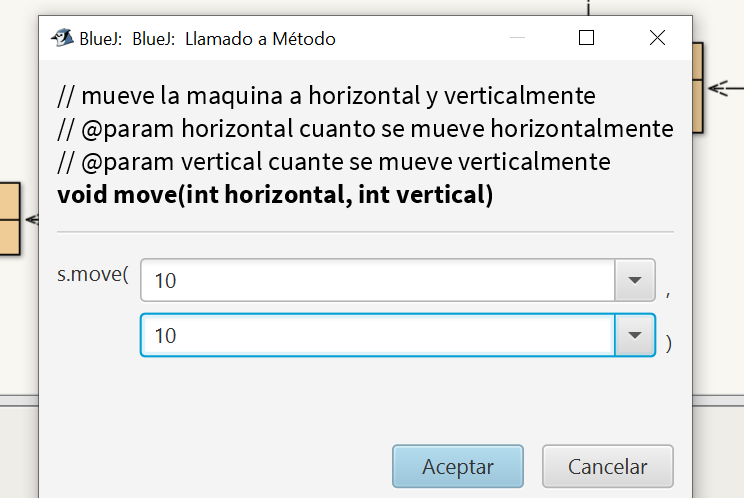 BlueJ:  BlueJ:  Llamado a Método
// mueve la maquina a horizontal y verticalmente
// @param horizontal cuanto se mueve horizontalmente
// @param vertical cuante se mueve verticalmente
void move(int horizontal, int vertical)
s.move( 10 ,
10 )
Aceptar Cancelar